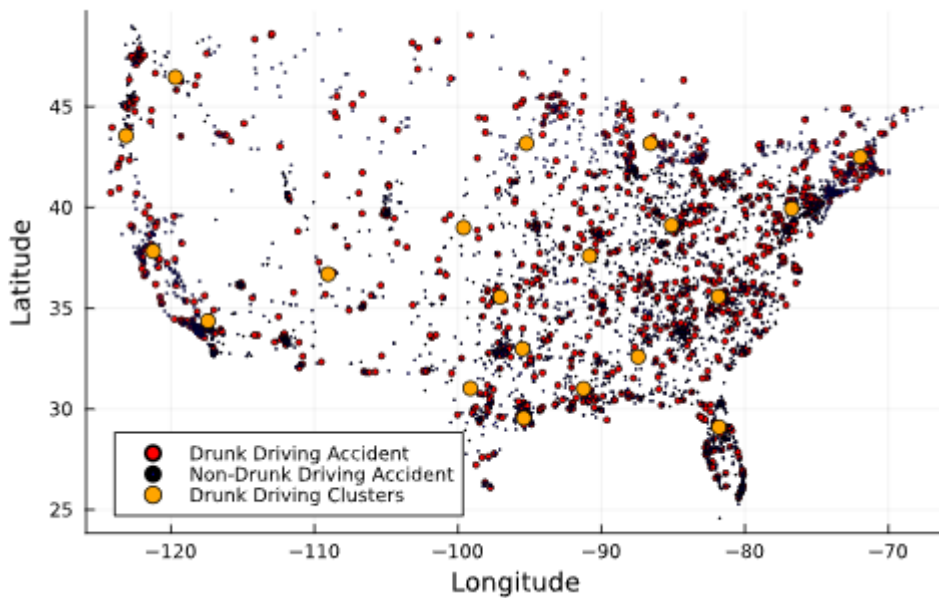 45
40
35
30
25
Latitude
Drunk Driving Accident
Non-Drunk Driving Accident
Drunk Driving Clusters
−120
−110
−100
−90
−80
−70
Longitude